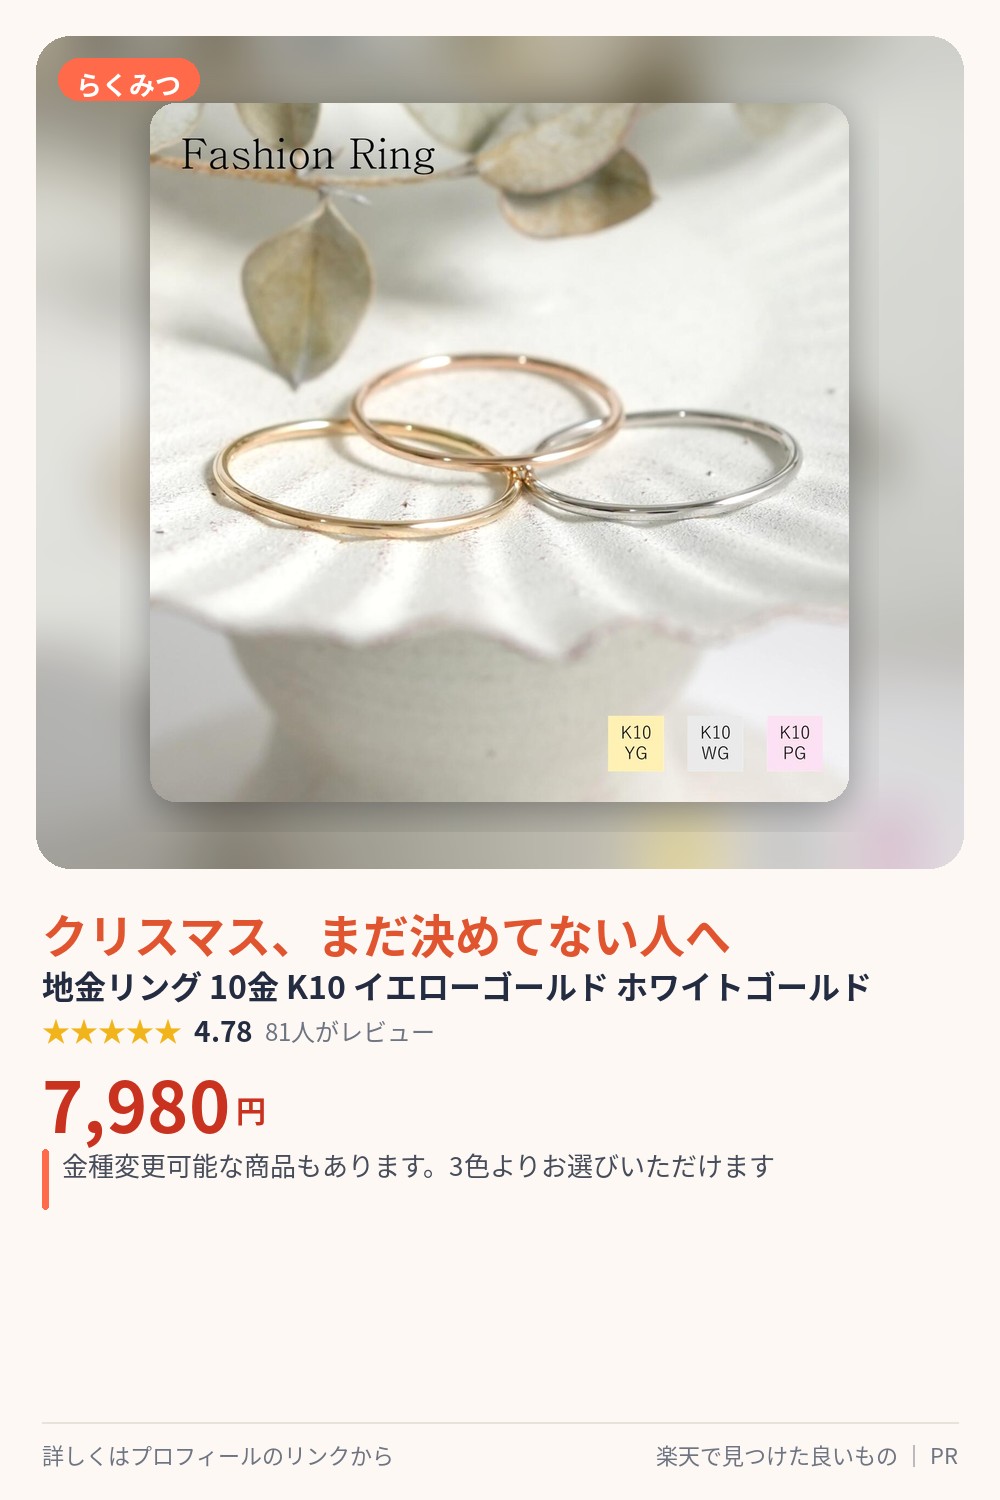 らくみつ
Fashion Ring
K10 YG
K10 WG
K10 PG
クリスマス、まだ決めてない人へ
地金リング 10金 K10 イエローゴールド ホワイトゴールド
★★★★★ 4.78 81人がレビュー
7,980円
金種変更可能な商品もあります。3色よりお選びいただけます
詳しくはプロフィールのリンクから
楽天で見つけた良いもの | PR